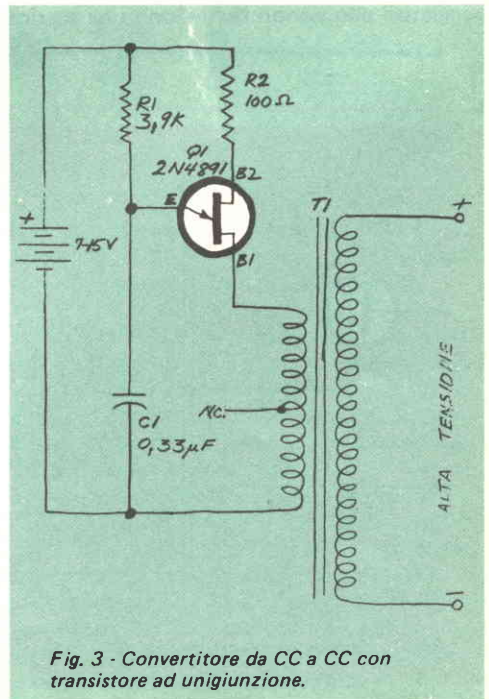 R1
3,9K
R2
100Ω
Q1
2N4891
B2
E
B1
+
7-15V
T1
+
N.C.
C1
0,33µF
ALTA TENSIONE
-
Fig. 3 - Convertitore da CC a CC con
transistore ad unigiunzione.